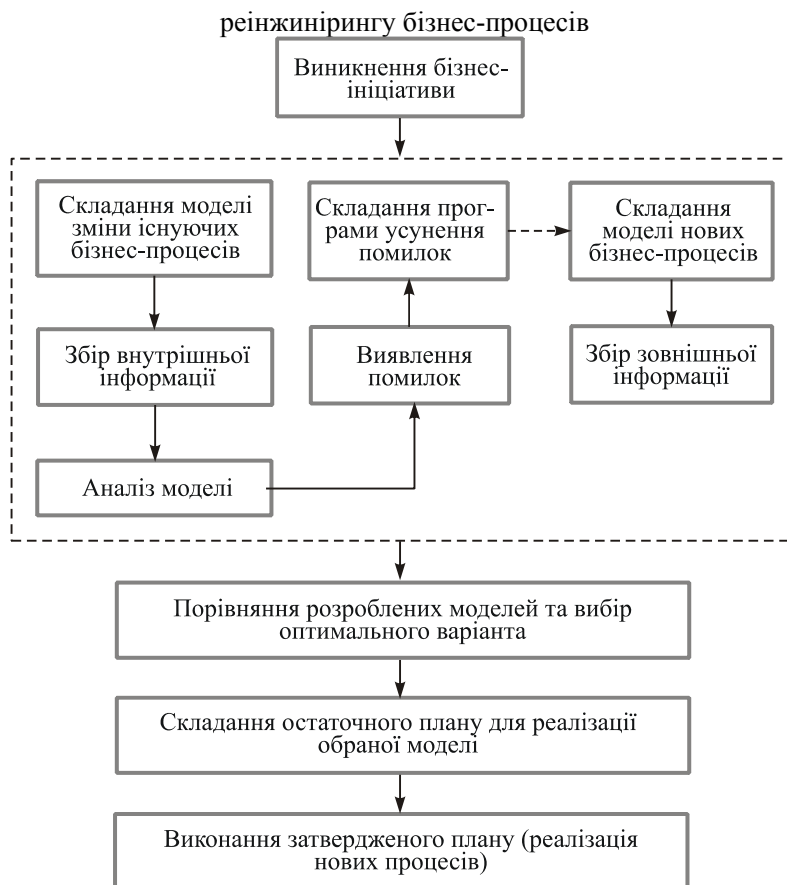 реінжинірингу бізнес-процесів
Виникнення бізнес-
ініціативи
Складання моделі
зміни існуючих
бізнес-процесів
Збір внутрішньої
інформації
Аналіз моделі
Складання прог-
рами усунення
помилок
Виявлення
помилок
Складання
моделі нових
бізнес-процесів
Збір зовнішньої
інформації
Порівняння розроблених моделей та вибір
оптимального варіанта
Складання остаточного плану для реалізації
обраної моделі
Виконання затвердженого плану (реалізація
нових процесів)